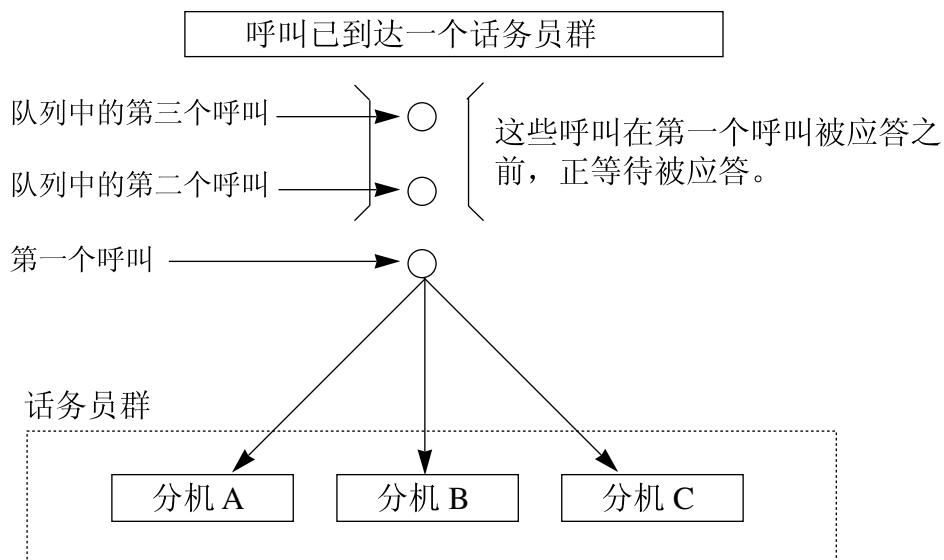 呼叫已到达一个话务员群
队列中的第三个呼叫
这些呼叫在第一个呼叫被应答之
前，正等待被应答。
队列中的第二个呼叫
第一个呼叫
话务员群
分机 A
分机 B
分机 C